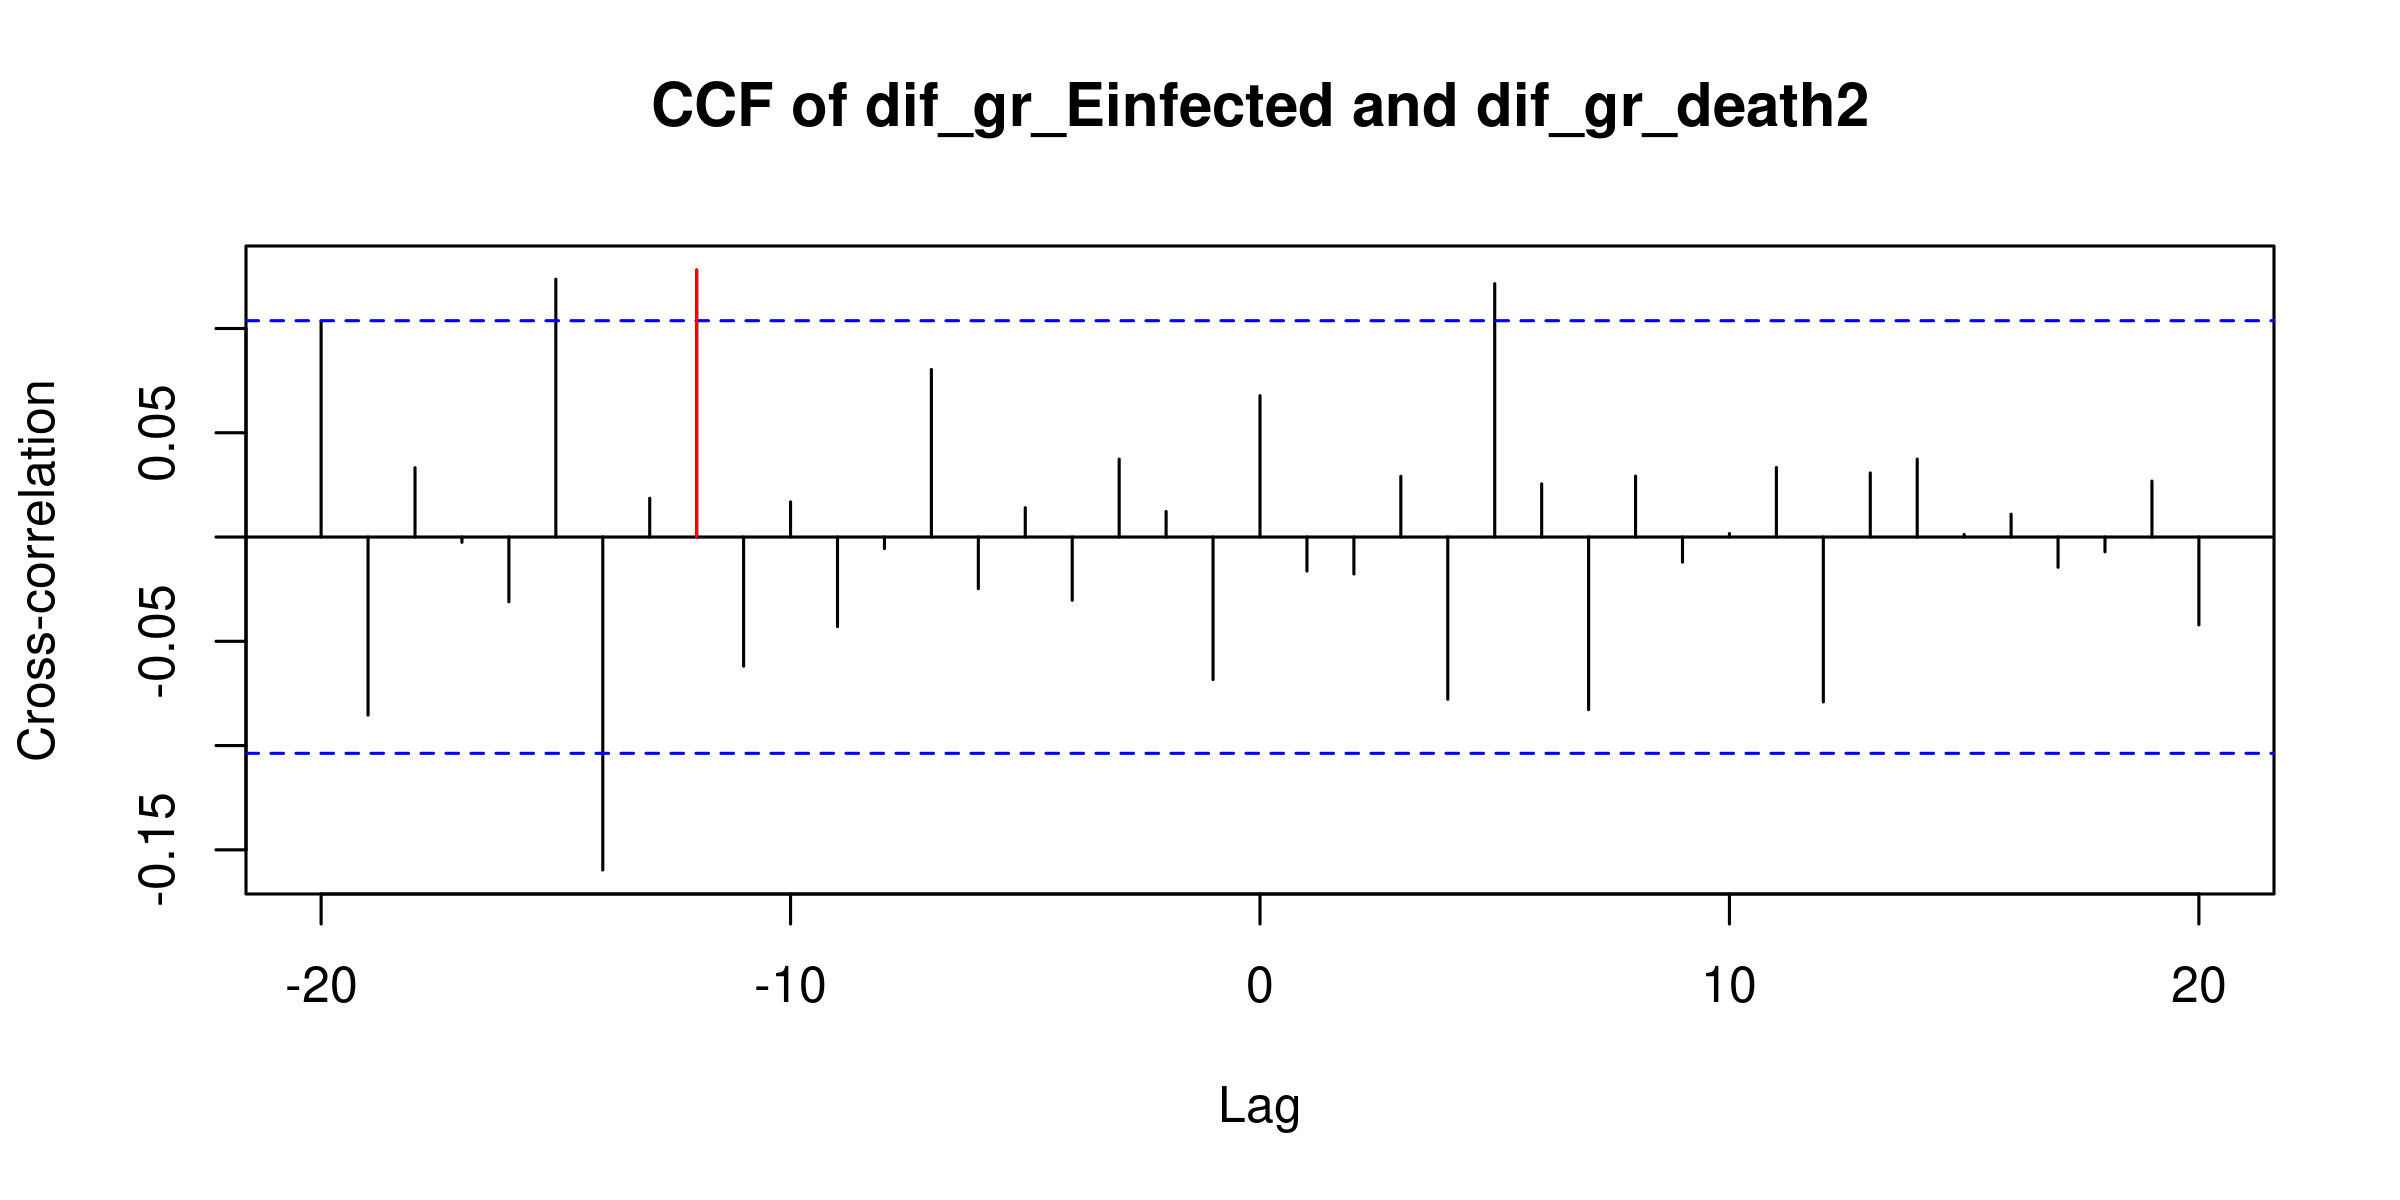 CCF of dif_gr_Einfected and dif_gr_death2
Cross-correlation
0.05
-0.05
-0.15
-20 -10 0 10 20
Lag